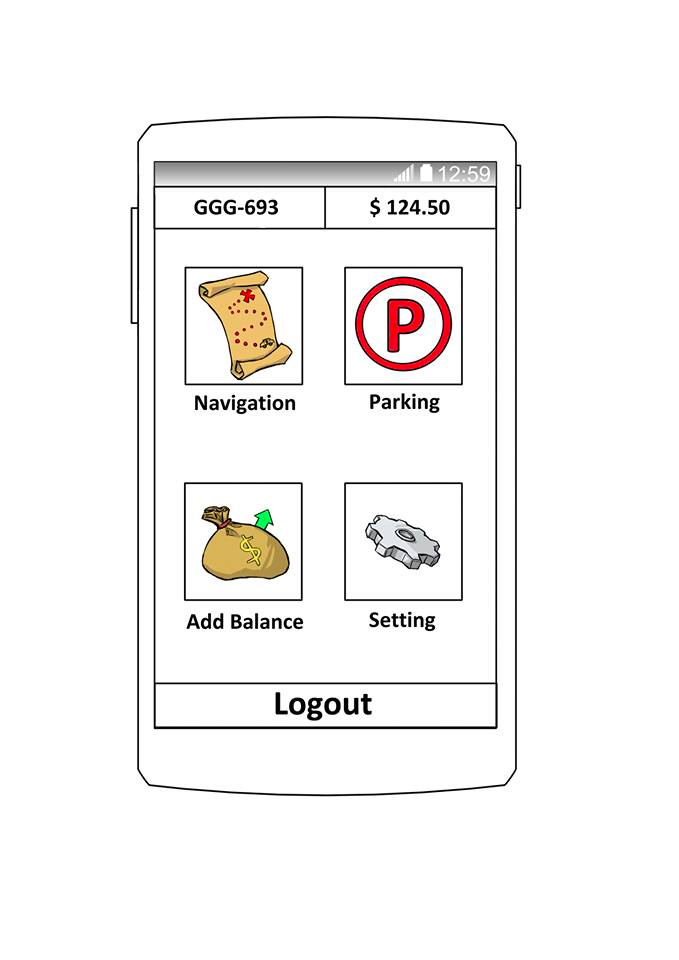 12:59
GGG-693 $ 124.50
P
Navigation Parking
$
Add Balance Setting
Logout